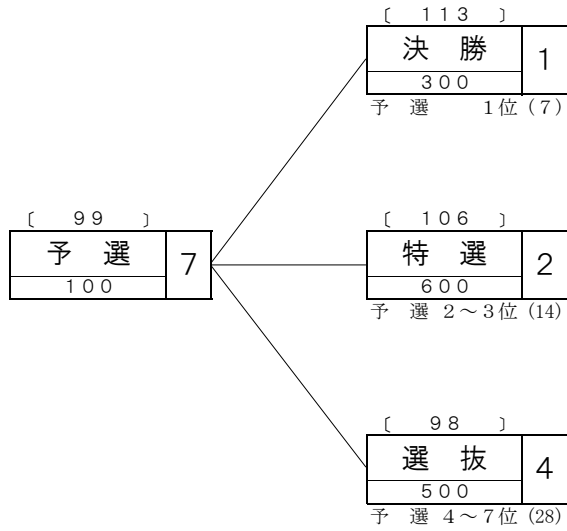 〔 １１３ 〕
決 勝 １
３００
予 選 １位（７）
〔 ９９ 〕
予 選 ７
１００
〔 １０６ 〕
特 選 ２
６００
予 選 ２～３位（14）
〔 ９８ 〕
選 抜 ４
５００
予 選 ４～７位（28）